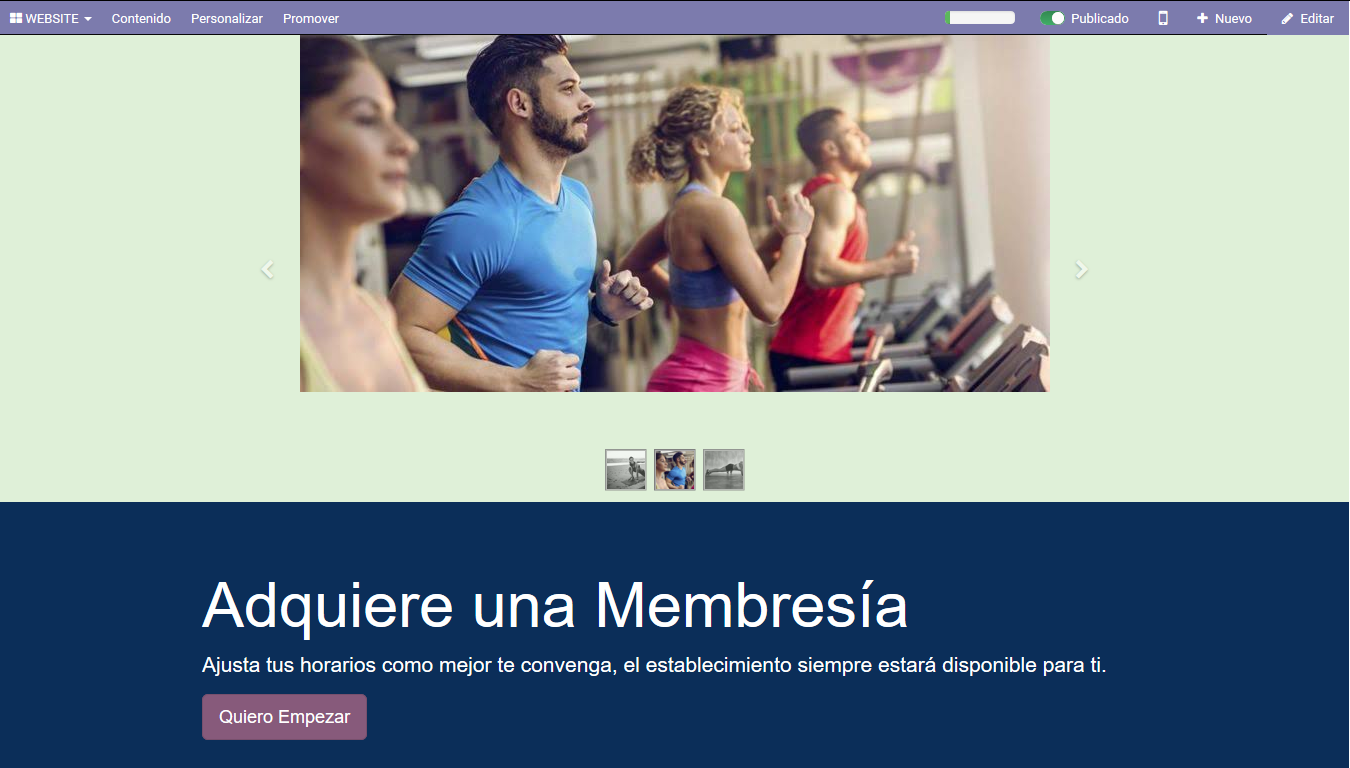 WEBSITE Contenido Personalizar Promover Publicado Nuevo Editar
Adquiere una Membresía
Ajusta tus horarios como mejor te convenga, el establecimiento siempre estará disponible para ti.
Quiero Empezar